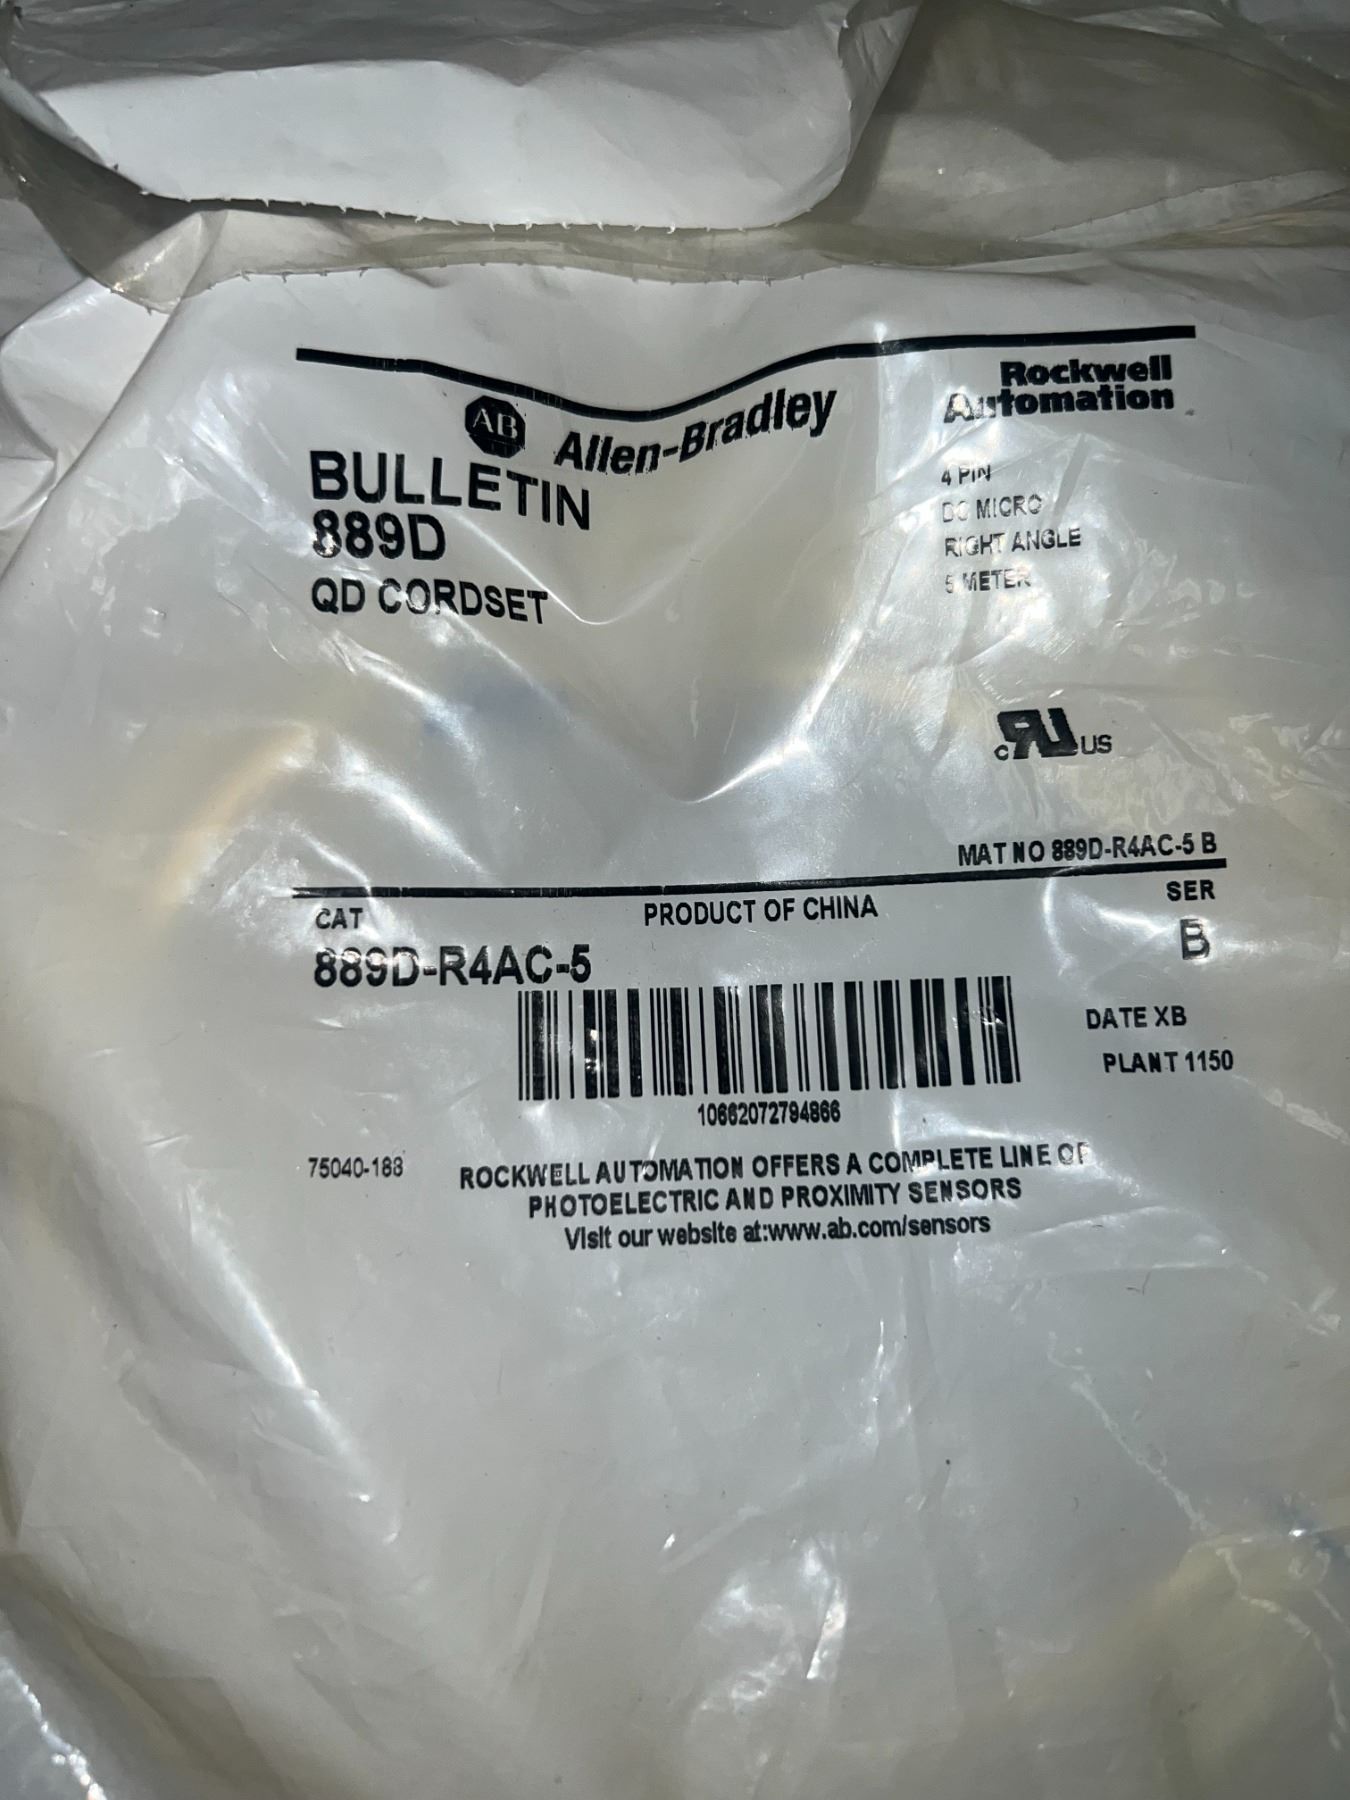 AB Allen-Bradley
Rockwell
Automation
BULLETIN
889D
QD CORDSET
4 PIN
DC MICRO
RIGHT ANGLE
5 METER
c RU US
MAT NO 889D-R4AC-5 B
CAT
PRODUCT OF CHINA
SER
889D-R4AC-5
B
DATE XB
PLANT 1150
10662072794866
75040-188
ROCKWELL AUTOMATION OFFERS A COMPLETE LINE OF
PHOTOELECTRIC AND PROXIMITY SENSORS
Visit our website at:www.ab.com/sensors